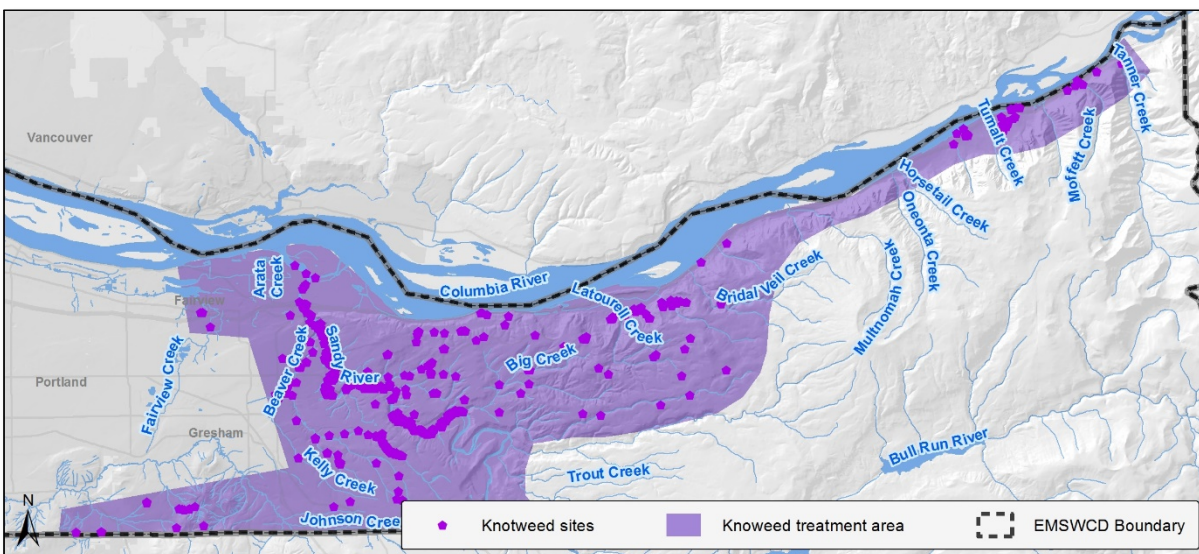 Tanner Creek
Vancouver
Tumalt Creek
Moffett Creek
Horsetail Creek
Oneonta Creek
Arata
Creek
Columbia River
Bridal Veil Creek
Fairview
Latourell Creek
Multnomah Creek
Sandy
River
Big Creek
Beaver Creek
Portland
Fairview Creek
Gresham
Bull Run River
Kelly Creek
Trout Creek
N
Johnson Cree
Knotweed sites
Knoweed treatment area
EMSWCD Boundary